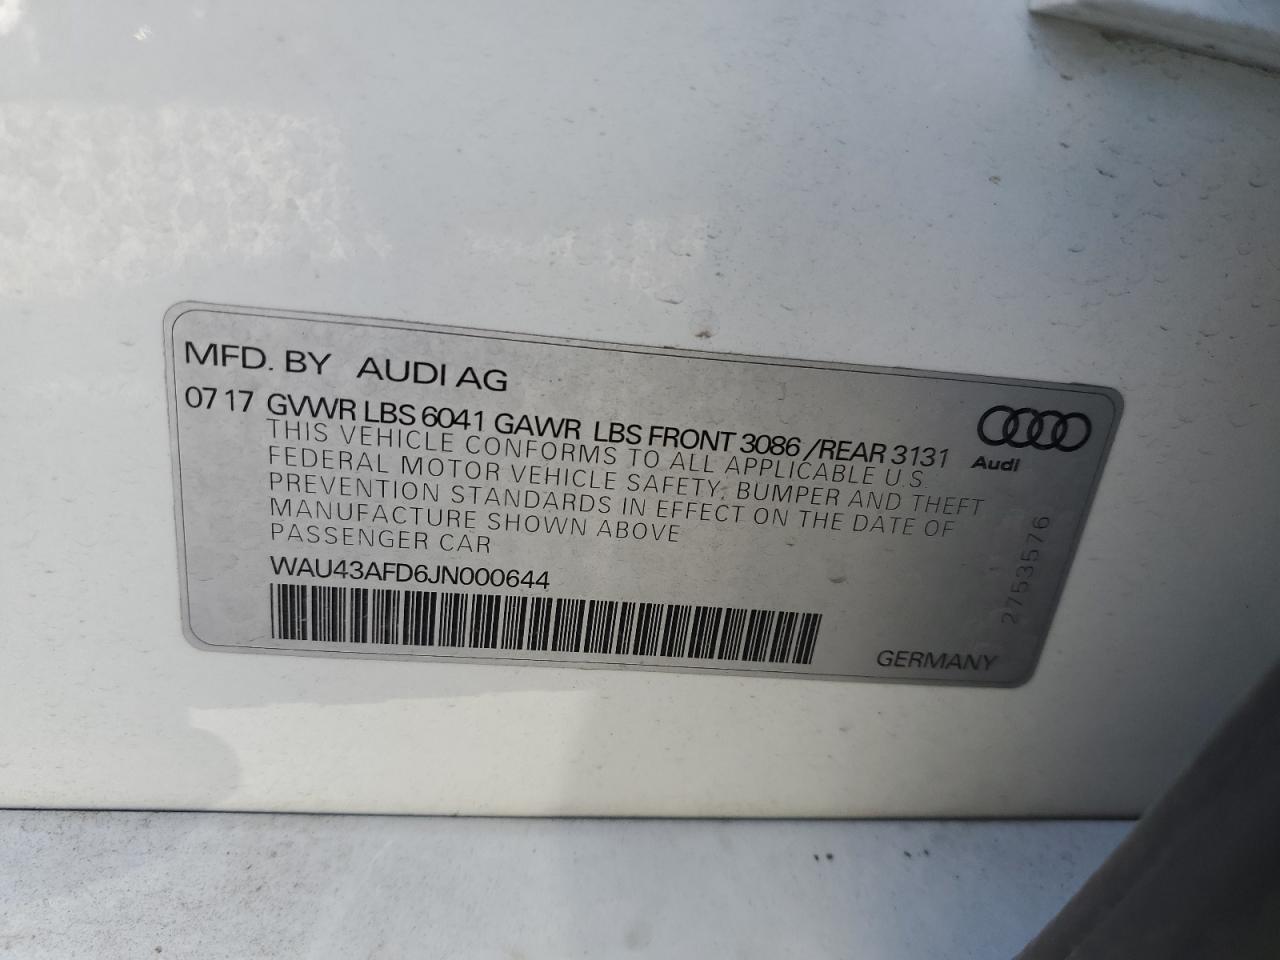 MFD. BY AUDI AG
07 17 GVWR LBS 6041 GAWR LBS FRONT 3086 /REAR 3131
THIS VEHICLE CONFORMS TO ALL APPLICABLE U.S.
FEDERAL MOTOR VEHICLE SAFETY, BUMPER AND THEFT
PREVENTION STANDARDS IN EFFECT ON THE DATE OF
MANUFACTURE SHOWN ABOVE
PASSENGER CAR
WAU43AFD6JN000644
Audi
2753576
GERMANY